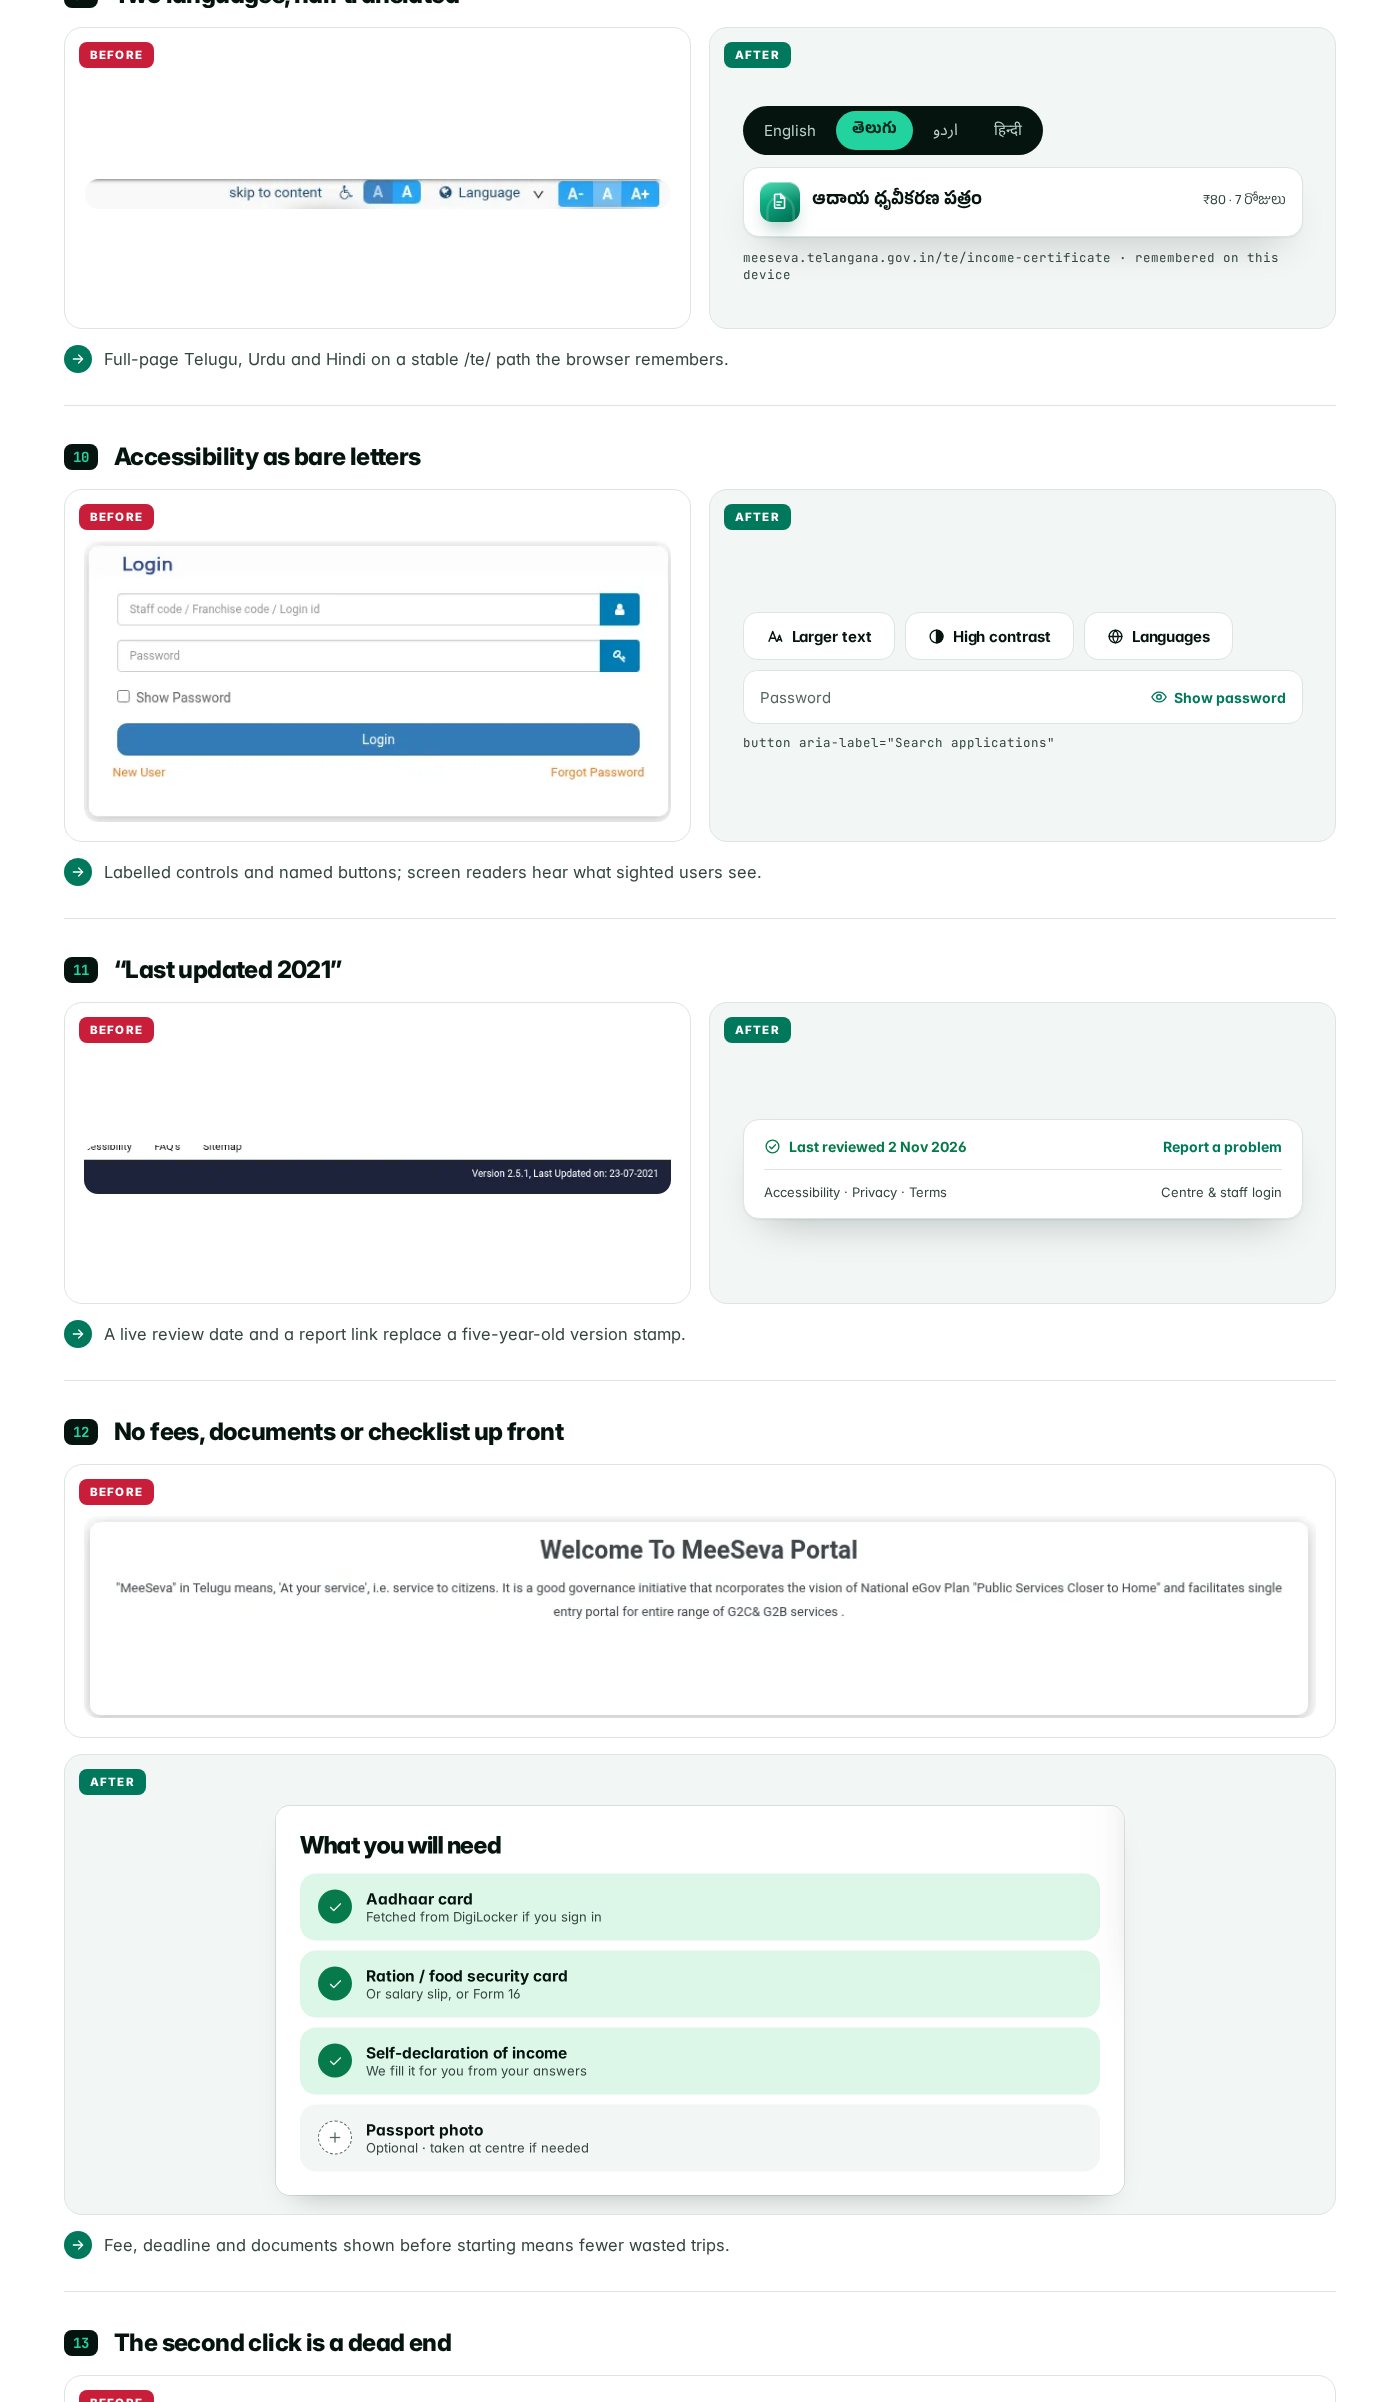 Two languages, half-translated
BEFORE
AFTER
skip to content
A A
Language
A- A A+
English తెలుగు اردو हिन्दी
ఆదాయ ధృవీకరణ పత్రం
₹80 · 7 రోజులు
meeseva.telangana.gov.in/te/income-certificate · remembered on this
device
Full-page Telugu, Urdu and Hindi on a stable /te/ path the browser remembers.
10 Accessibility as bare letters
BEFORE
AFTER
Login
Staff code / Franchise code / Login id
Password
Show Password
Login
New User
Forgot Password
Larger text
High contrast
Languages
Password
Show password
button aria-label="Search applications"
Labelled controls and named buttons; screen readers hear what sighted users see.
11 “Last updated 2021”
BEFORE
AFTER
cessibility FAQ's Sitemap
Version 2.5.1, Last Updated on: 23-07-2021
Last reviewed 2 Nov 2026
Report a problem
Accessibility · Privacy · Terms
Centre & staff login
A live review date and a report link replace a five-year-old version stamp.
12 No fees, documents or checklist up front
BEFORE
Welcome To MeeSeva Portal
"MeeSeva" in Telugu means, 'At your service', i.e. service to citizens. It is a good governance initiative that ncorporates the vision of National eGov Plan "Public Services Closer to Home" and facilitates single
entry portal for entire range of G2C& G2B services .
AFTER
What you will need
Aadhaar card
Fetched from DigiLocker if you sign in
Ration / food security card
Or salary slip, or Form 16
Self-declaration of income
We fill it for you from your answers
Passport photo
Optional · taken at centre if needed
Fee, deadline and documents shown before starting means fewer wasted trips.
13 The second click is a dead end
BEFORE